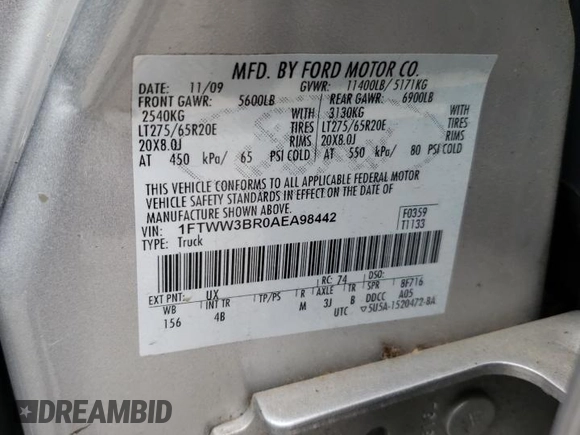 MFD. BY FORD MOTOR CO.
DATE: 11/09 GVWR: 11400LB/ 5171KG
FRONT GAWR: 5600LB REAR GAWR: 6900LB
2540KG WITH 3130KG WITH
LT275/65R20E TIRES LT275/65R20E TIRES
20X8.0J RIMS 20X8.0J RIMS
AT 450 kPa/ 65 PSI COLD AT 550 kPa/ 80 PSI COLD
THIS VEHICLE CONFORMS TO ALL APPLICABLE FEDERAL MOTOR
VEHICLE SAFETY STANDARDS IN EFFECT ON THE DATE OF
MANUFACTURE SHOWN ABOVE.
VIN: 1FTWW3BR0AEA98442 F0359
TYPE: Truck T1133
EXT PNT: UX RC: 74 DSO:
WB INT TR TP/PS R AXLE TR SPR 8F716
156 4B M 3J B DDCC A05
UTC 5U5A-1520472-BA
DREAMBID